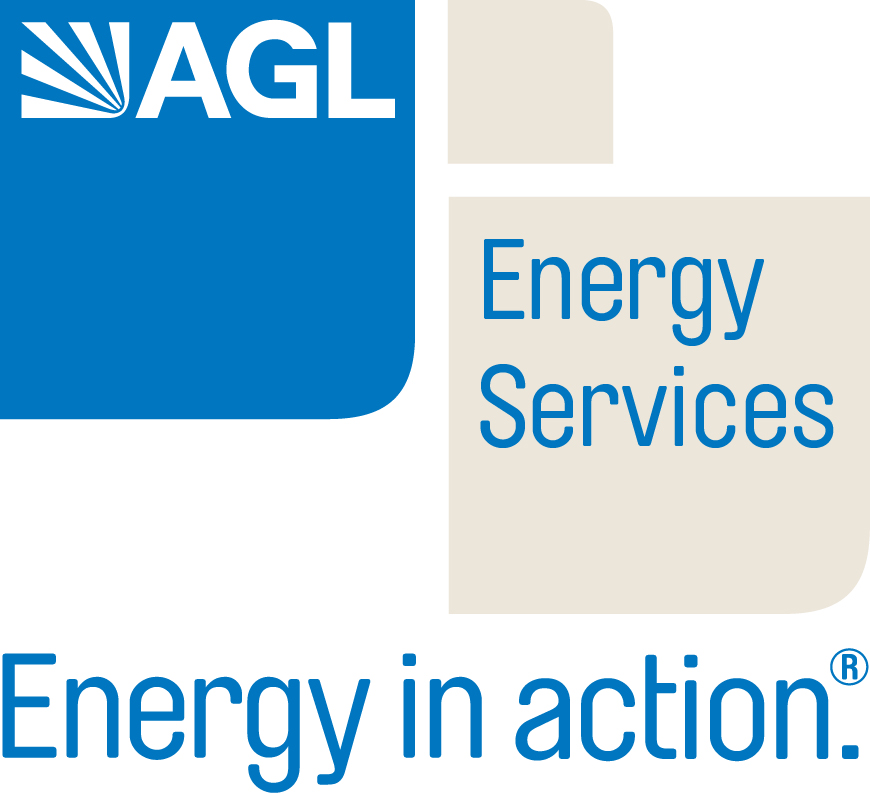 AGL
Energy
Services
Energy in action.®